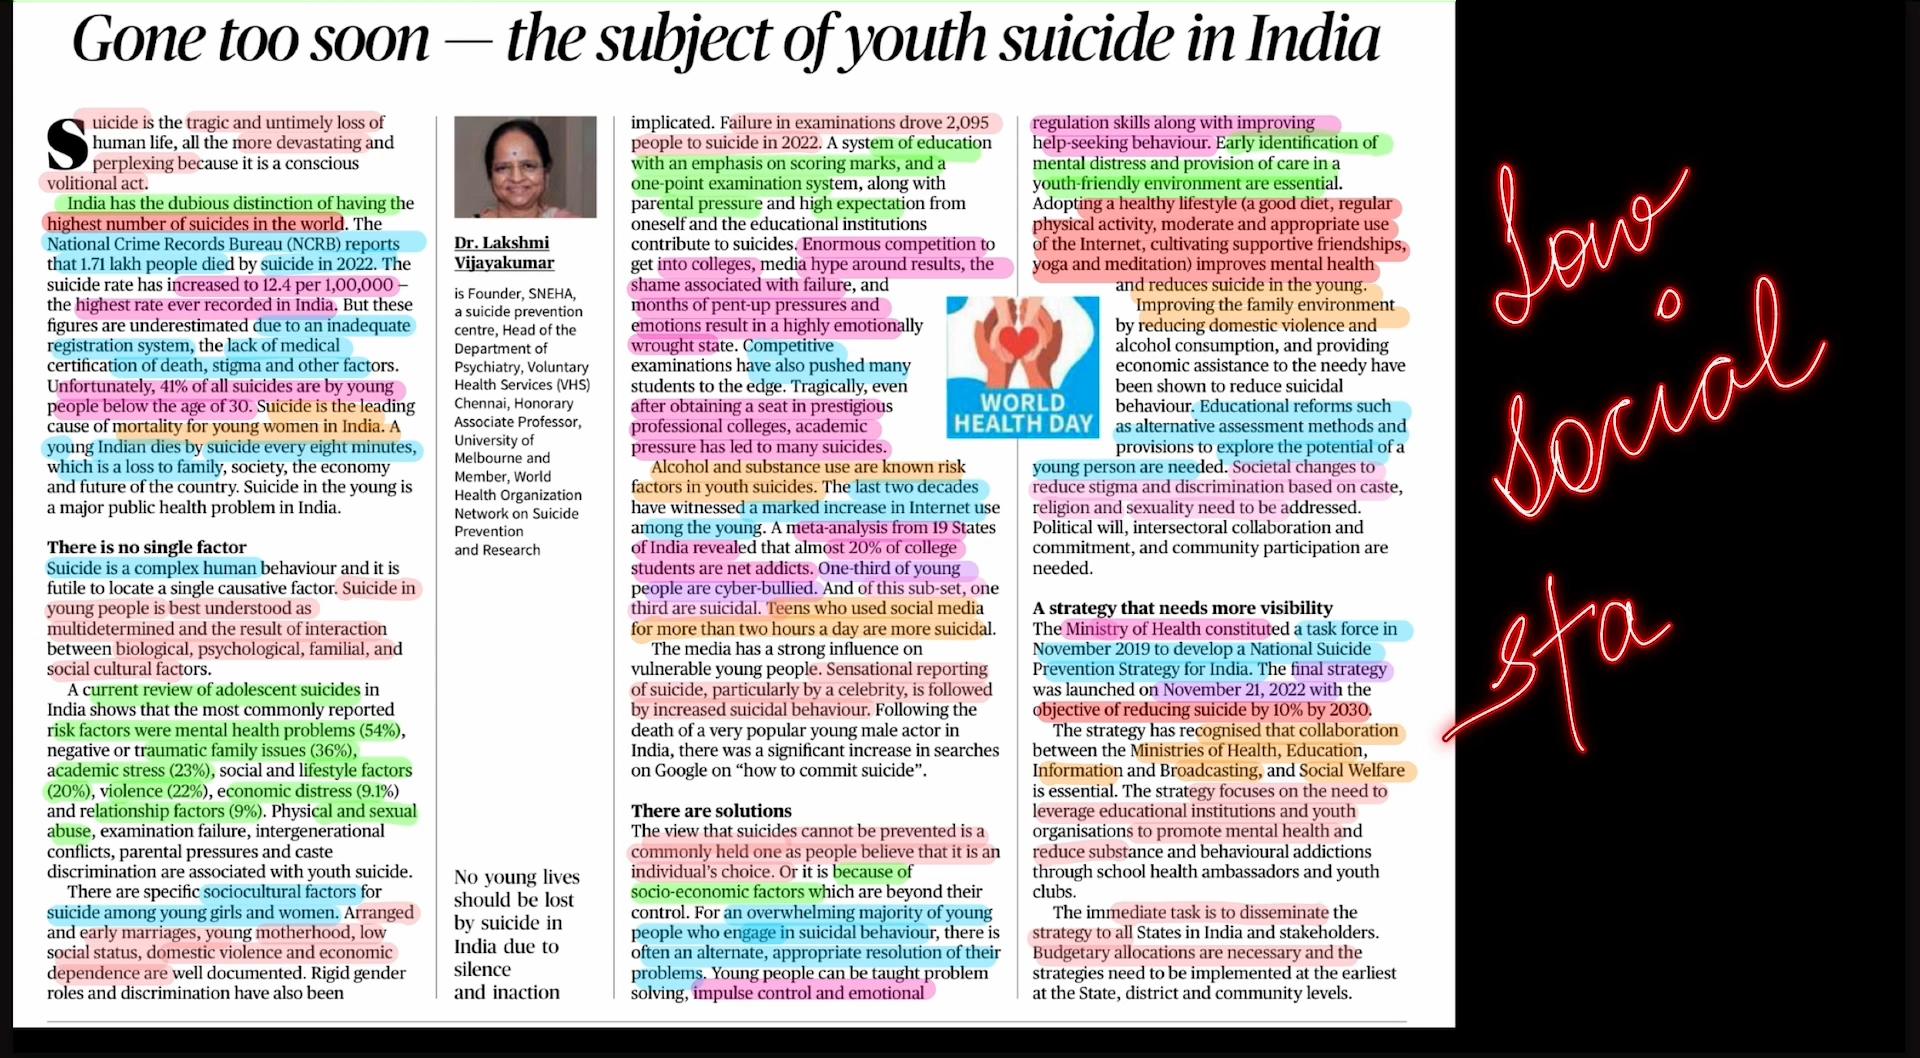 Gone too soon — the subject of youth suicide in India
Suicide is the tragic and untimely loss of
human life, all the more devastating and
perplexing because it is a conscious
volitional act.
India has the dubious distinction of having the
highest number of suicides in the world. The
National Crime Records Bureau (NCRB) reports
that 1.71 lakh people died by suicide in 2022. The
suicide rate has increased to 12.4 per 1,00,000 —
the highest rate ever recorded in India. But these
figures are underestimated due to an inadequate
registration system, the lack of medical
certification of death, stigma and other factors.
Unfortunately, 41% of all suicides are by young
people below the age of 30. Suicide is the leading
cause of mortality for young women in India. A
young Indian dies by suicide every eight minutes,
which is a loss to family, society, the economy
and future of the country. Suicide in the young is
a major public health problem in India.
There is no single factor
Suicide is a complex human behaviour and it is
futile to locate a single causative factor. Suicide in
young people is best understood as
multidetermined and the result of interaction
between biological, psychological, familial, and
social cultural factors.
A current review of adolescent suicides in
India shows that the most commonly reported
risk factors were mental health problems (54%),
negative or traumatic family issues (36%),
academic stress (23%), social and lifestyle factors
(20%), violence (22%), economic distress (9.1%)
and relationship factors (9%). Physical and sexual
abuse, examination failure, intergenerational
conflicts, parental pressures and caste
discrimination are associated with youth suicide.
There are specific sociocultural factors for
suicide among young girls and women. Arranged
and early marriages, young motherhood, low
social status, domestic violence and economic
dependence are well documented. Rigid gender
roles and discrimination have also been
Dr. Lakshmi
Vijayakumar
is Founder, SNEHA,
a suicide prevention
centre, Head of the
Department of
Psychiatry, Voluntary
Health Services (VHS)
Chennai, Honorary
Associate Professor,
University of
Melbourne and
Member, World
Health Organization
Network on Suicide
Prevention
and Research
No young lives
should be lost
by suicide in
India due to
silence
and inaction
implicated. Failure in examinations drove 2,095
people to suicide in 2022. A system of education
with an emphasis on scoring marks, and a
one-point examination system, along with
parental pressure and high expectation from
oneself and the educational institutions
contribute to suicides. Enormous competition to
get into colleges, media hype around results, the
shame associated with failure, and
months of pent-up pressures and
emotions result in a highly emotionally
wrought state. Competitive
examinations have also pushed many
students to the edge. Tragically, even
after obtaining a seat in prestigious
professional colleges, academic
pressure has led to many suicides.
Alcohol and substance use are known risk
factors in youth suicides. The last two decades
have witnessed a marked increase in Internet use
among the young. A meta-analysis from 19 States
of India revealed that almost 20% of college
students are net addicts. One-third of young
people are cyber-bullied. And of this sub-set, one
third are suicidal. Teens who used social media
for more than two hours a day are more suicidal.
The media has a strong influence on
vulnerable young people. Sensational reporting
of suicide, particularly by a celebrity, is followed
by increased suicidal behaviour. Following the
death of a very popular young male actor in
India, there was a significant increase in searches
on Google on “how to commit suicide”.
There are solutions
The view that suicides cannot be prevented is a
commonly held one as people believe that it is an
individual’s choice. Or it is because of
socio-economic factors which are beyond their
control. For an overwhelming majority of young
people who engage in suicidal behaviour, there is
often an alternate, appropriate resolution of their
problems. Young people can be taught problem
solving, impulse control and emotional
WORLD
HEALTH DAY
regulation skills along with improving
help-seeking behaviour. Early identification of
mental distress and provision of care in a
youth-friendly environment are essential.
Adopting a healthy lifestyle (a good diet, regular
physical activity, moderate and appropriate use
of the Internet, cultivating supportive friendships,
yoga and meditation) improves mental health
and reduces suicide in the young.
Improving the family environment
by reducing domestic violence and
alcohol consumption, and providing
economic assistance to the needy have
been shown to reduce suicidal
behaviour. Educational reforms such
as alternative assessment methods and
provisions to explore the potential of a
young person are needed. Societal changes to
reduce stigma and discrimination based on caste,
religion and sexuality need to be addressed.
Political will, intersectoral collaboration and
commitment, and community participation are
needed.
A strategy that needs more visibility
The Ministry of Health constituted a task force in
November 2019 to develop a National Suicide
Prevention Strategy for India. The final strategy
was launched on November 21, 2022 with the
objective of reducing suicide by 10% by 2030.
The strategy has recognised that collaboration
between the Ministries of Health, Education,
Information and Broadcasting, and Social Welfare
is essential. The strategy focuses on the need to
leverage educational institutions and youth
organisations to promote mental health and
reduce substance and behavioural addictions
through school health ambassadors and youth
clubs.
The immediate task is to disseminate the
strategy to all States in India and stakeholders.
Budgetary allocations are necessary and the
strategies need to be implemented at the earliest
at the State, district and community levels.
Low
Social
sta